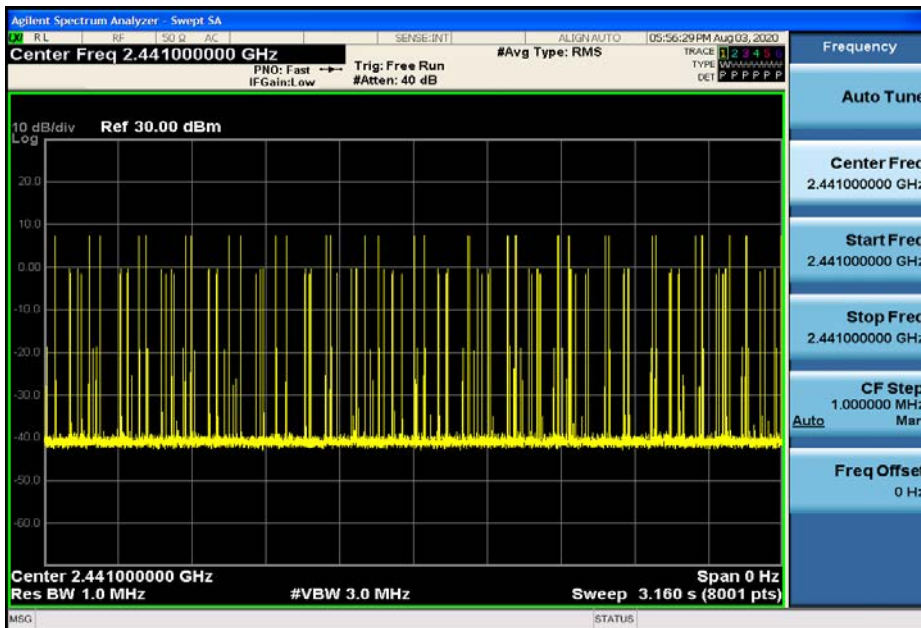 Agilent Spectrum Analyzer - Swept SA
LXI RL RF 50 Ω AC SENSE:INT ALIGN AUTO 05:56:29 PM Aug 03, 2020
Center Freq 2.441000000 GHz
PNO: Fast
IFGain:Low
Trig: Free Run
#Atten: 40 dB
#Avg Type: RMS
TRACE 1 2 3 4 5 6
TYPE W
DET P P P P P P
10 dB/div Ref 30.00 dBm
Log
20.0
10.0
0.00
-10.0
-20.0
-30.0
-40.0
-50.0
-60.0
Center 2.441000000 GHz Span 0 Hz
Res BW 1.0 MHz #VBW 3.0 MHz Sweep 3.160 s (8001 pts)
MSG STATUS
Frequency
Auto Tune
Center Freq
2.441000000 GHz
Start Freq
2.441000000 GHz
Stop Freq
2.441000000 GHz
CF Step
1.000000 MHz
Auto Man
Freq Offset
0 Hz